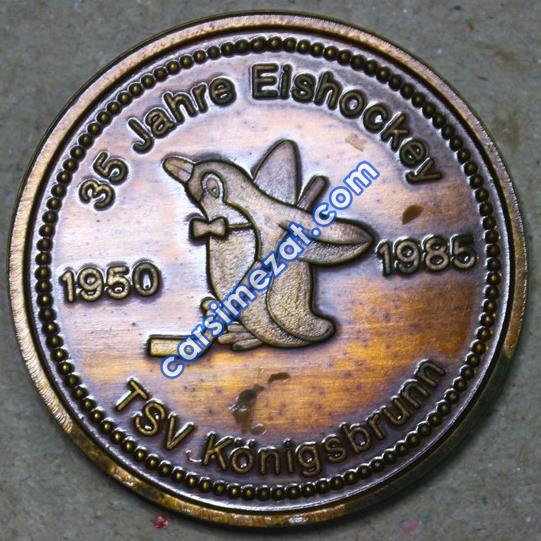 35 Jahre Eishockey
1950
1985
TSV Königsbrunn
carsimezat.com